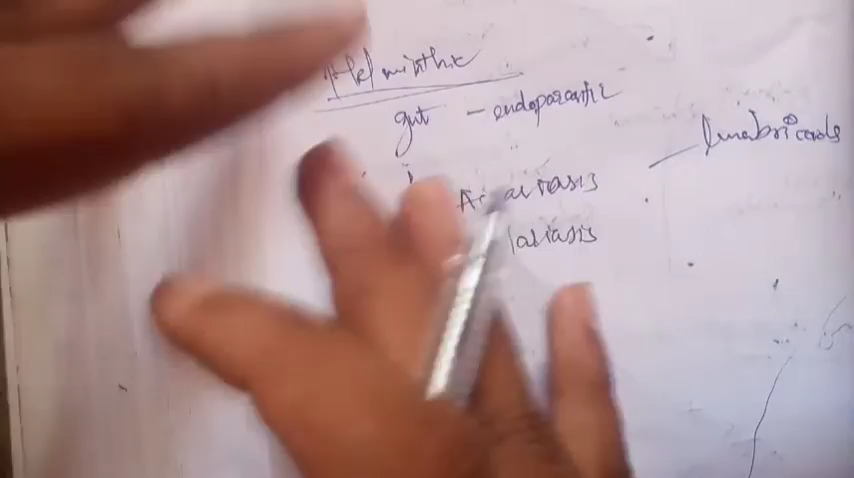 Helminthic
gut - endoparasitic
Ascariasis - lumbricoids
lariasis